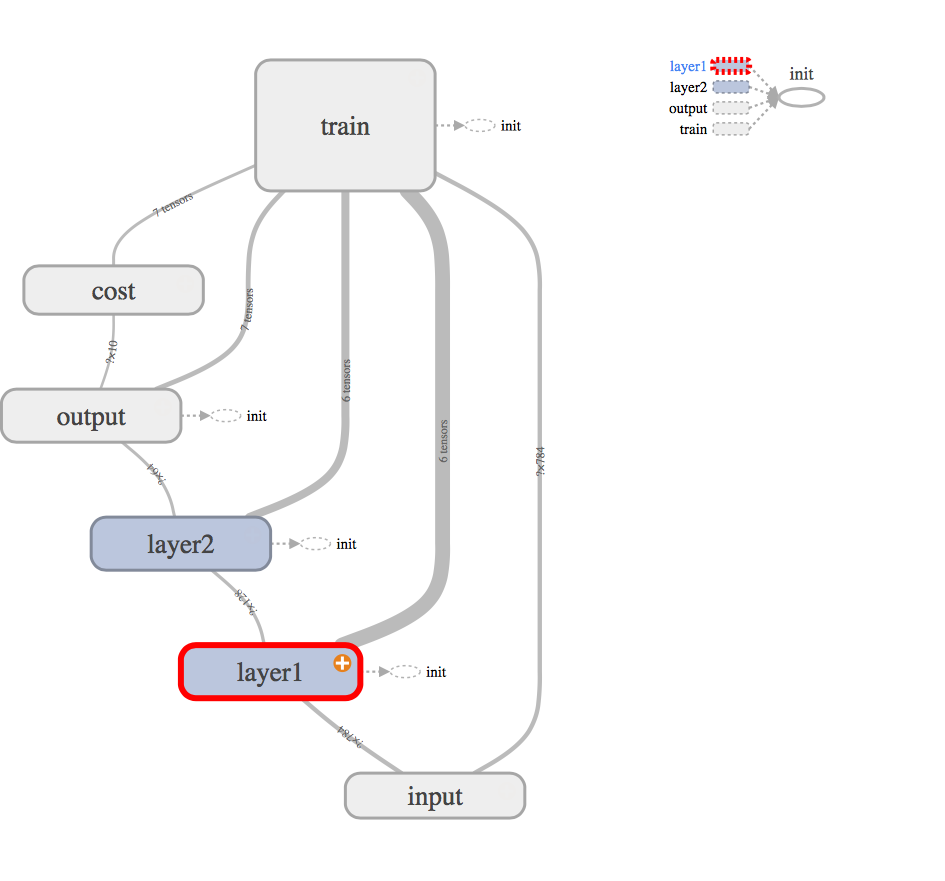 train
init
7 tensors
cost
7 tensors
?×10
6 tensors
output
init
6 tensors
?×784
?×64
layer2
init
?×128
layer1
init
?×784
input
layer1
layer2
output
train
init